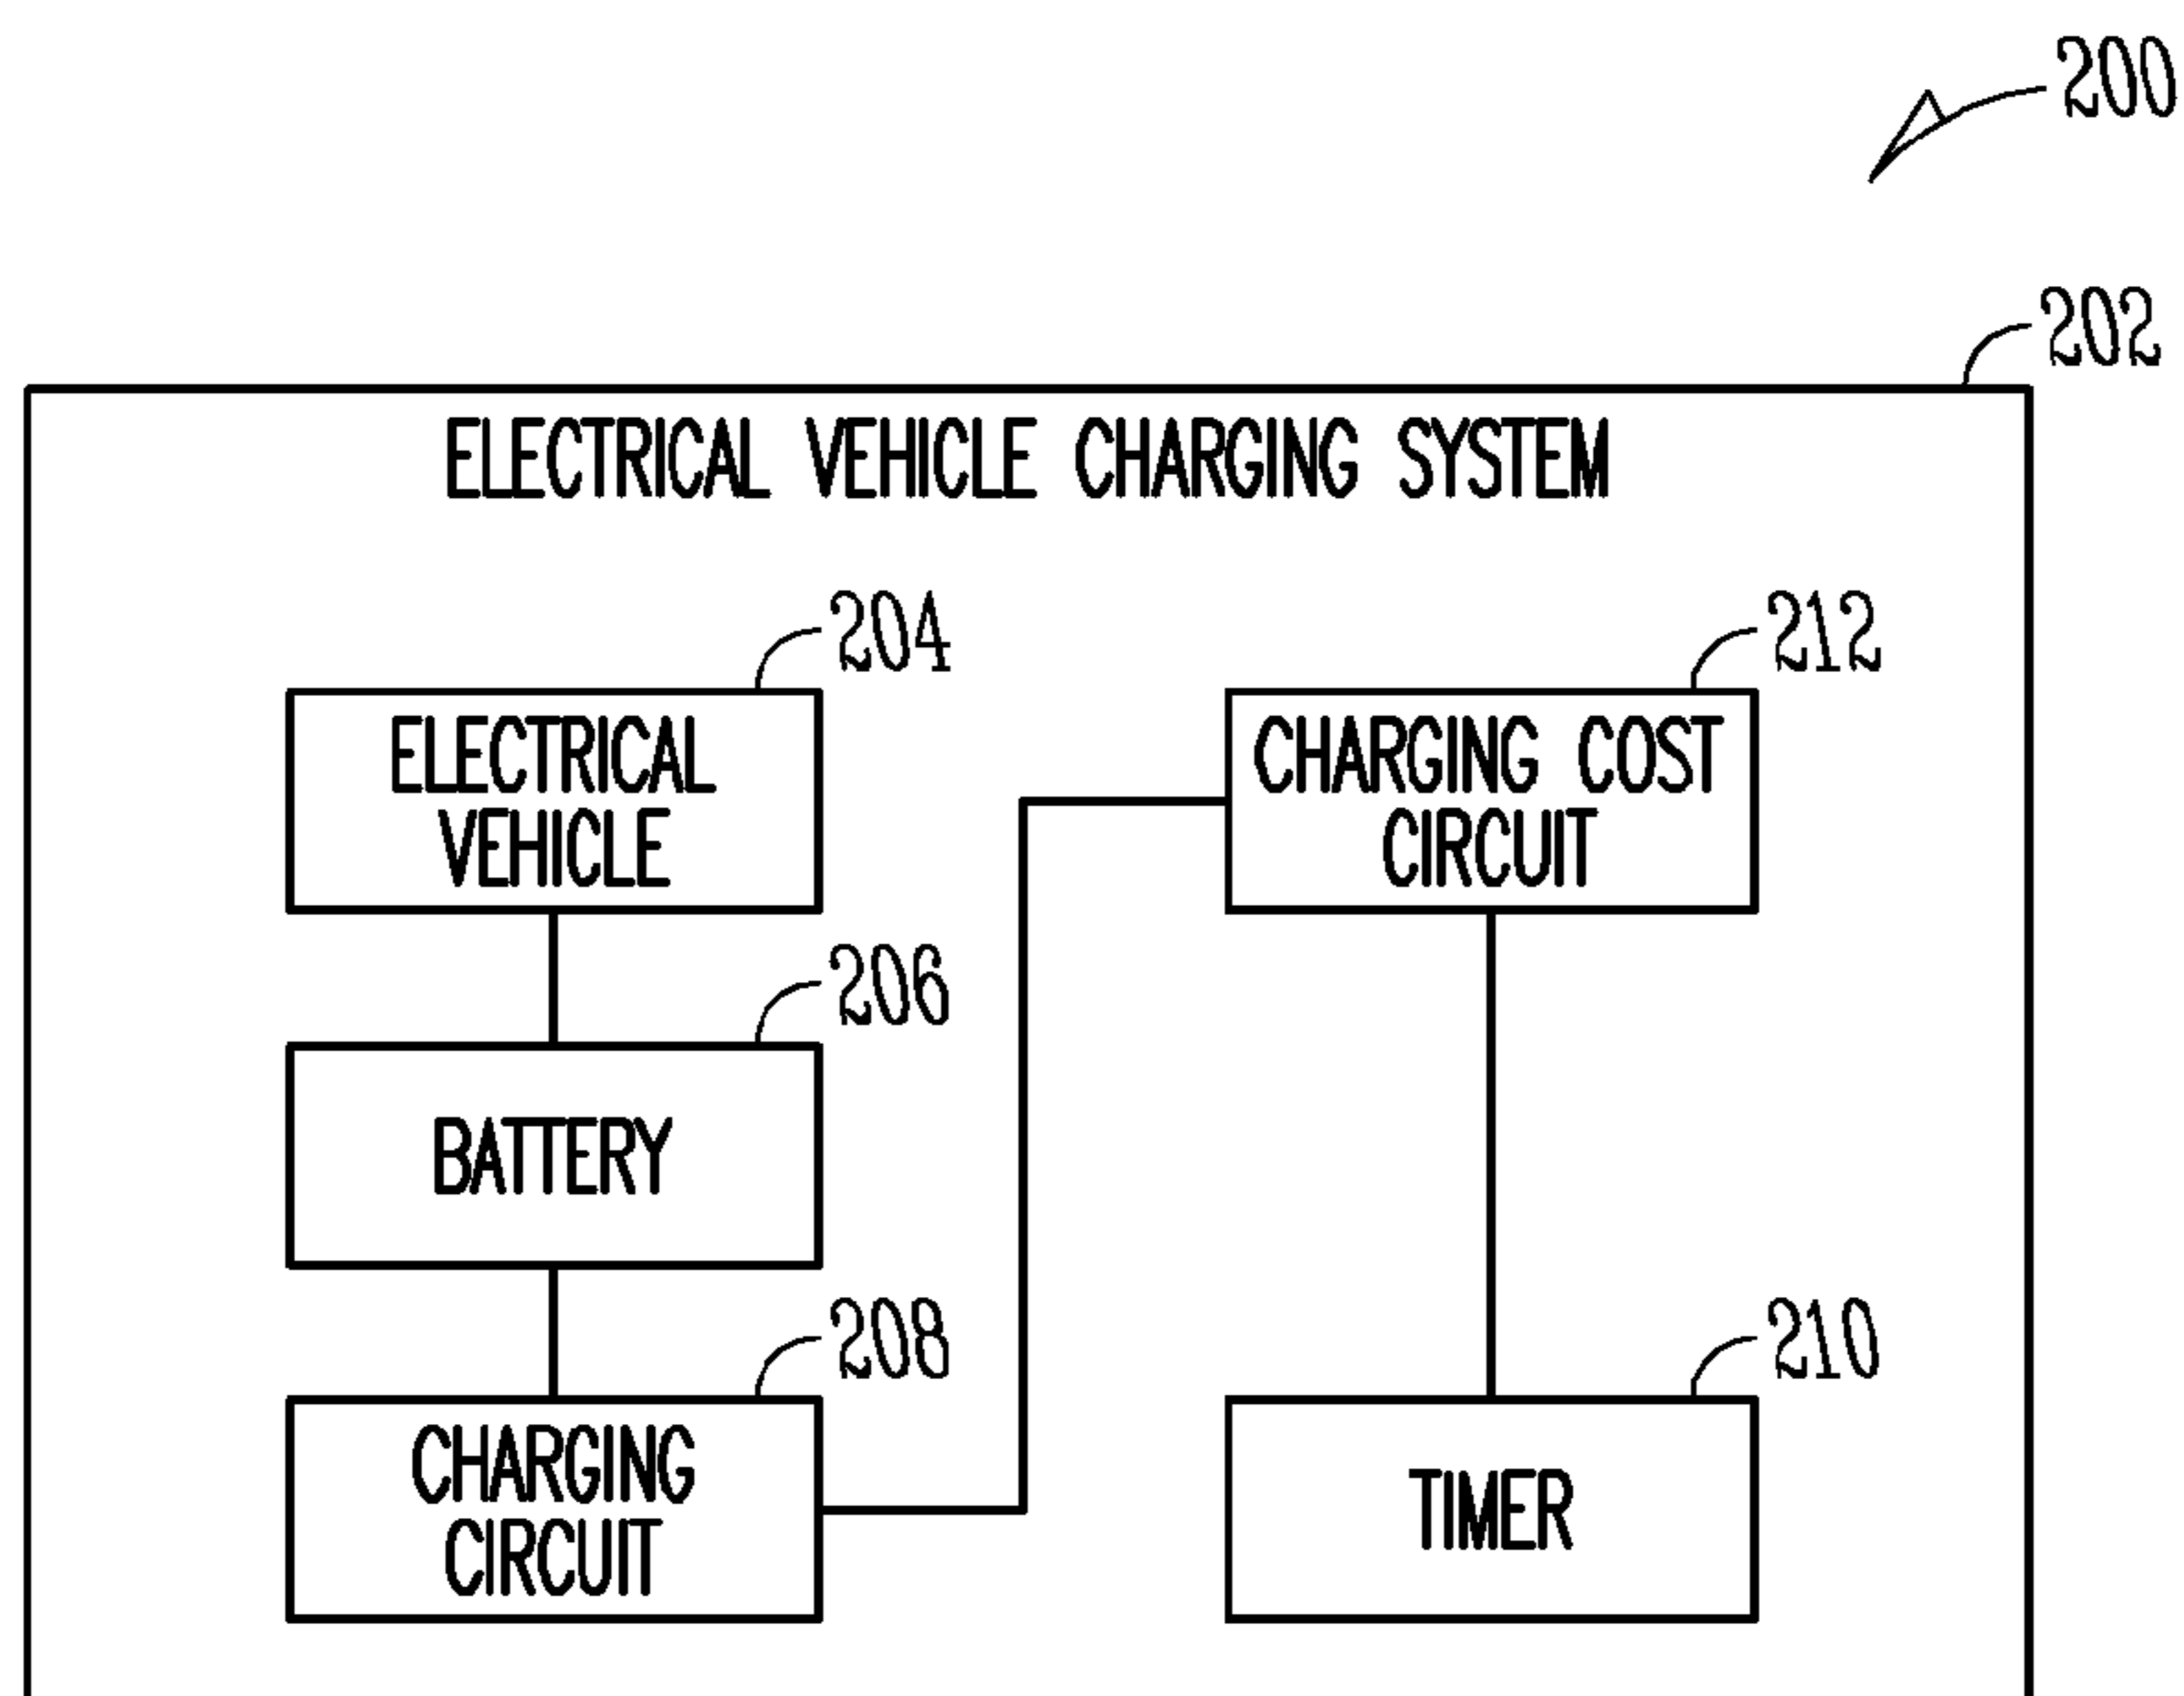 200
202
ELECTRICAL VEHICLE CHARGING SYSTEM
204
ELECTRICAL
VEHICLE
206
BATTERY
208
CHARGING
CIRCUIT
212
CHARGING COST
CIRCUIT
210
TIMER